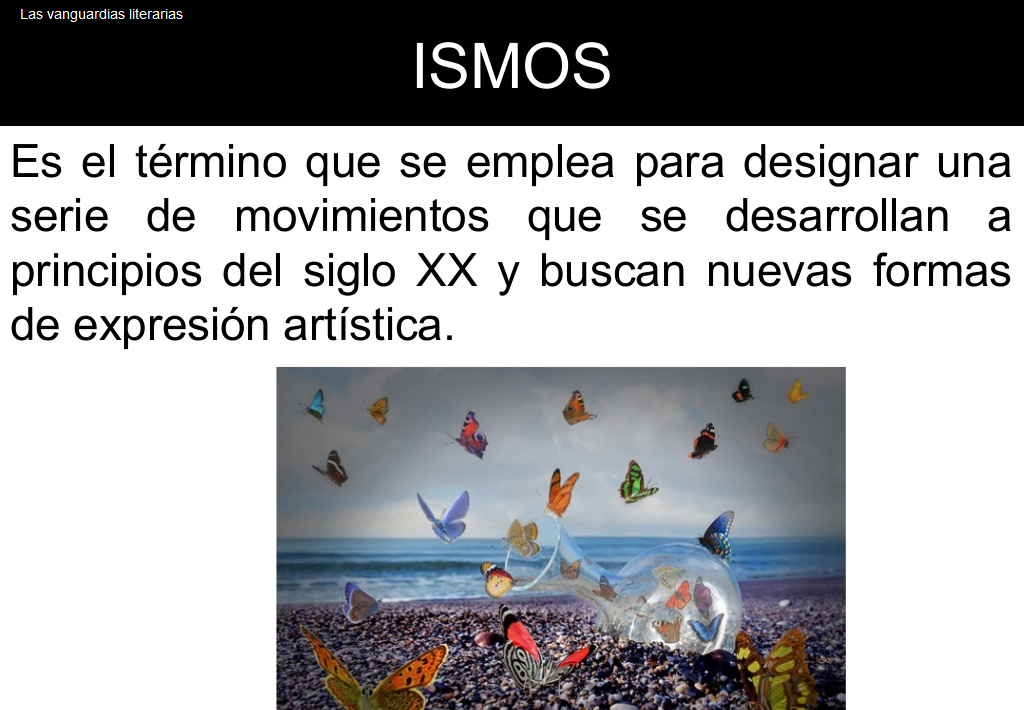 Las vanguardias literarias
ISMOS
Es el término que se emplea para designar una
serie de movimientos que se desarrollan a
principios del siglo XX y buscan nuevas formas
de expresión artística.